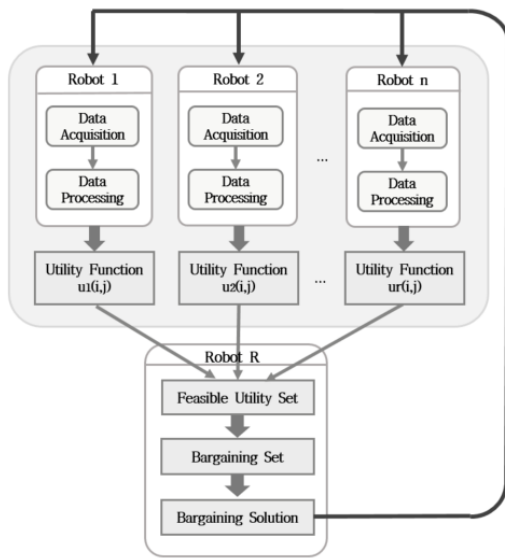 Robot 1
Robot 2
Robot n
Data
Acquisition
Data
Acquisition
Data
Acquisition
...
Data
Processing
Data
Processing
Data
Processing
Utility Function
u1(i,j)
Utility Function
u2(i,j)
...
Utility Function
ur(i,j)
Robot R
Feasible Utility Set
Bargaining Set
Bargaining Solution